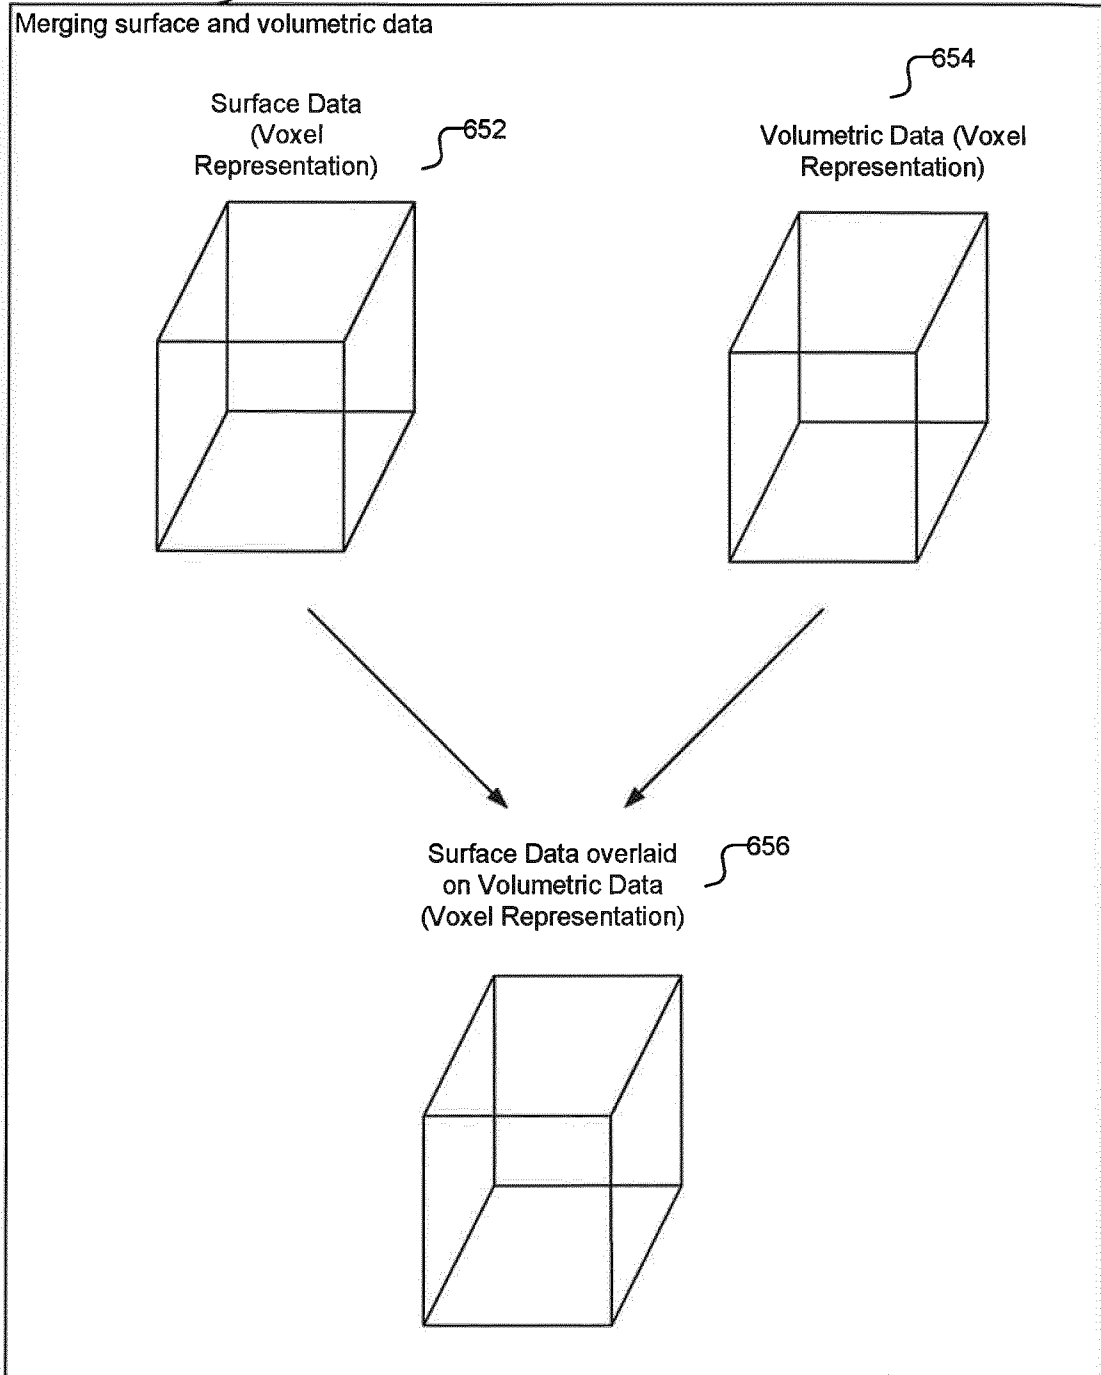 Merging surface and volumetric data
654
Surface Data
(Voxel
Representation)
652
Volumetric Data (Voxel
Representation)
Surface Data overlaid
on Volumetric Data
(Voxel Representation)
656